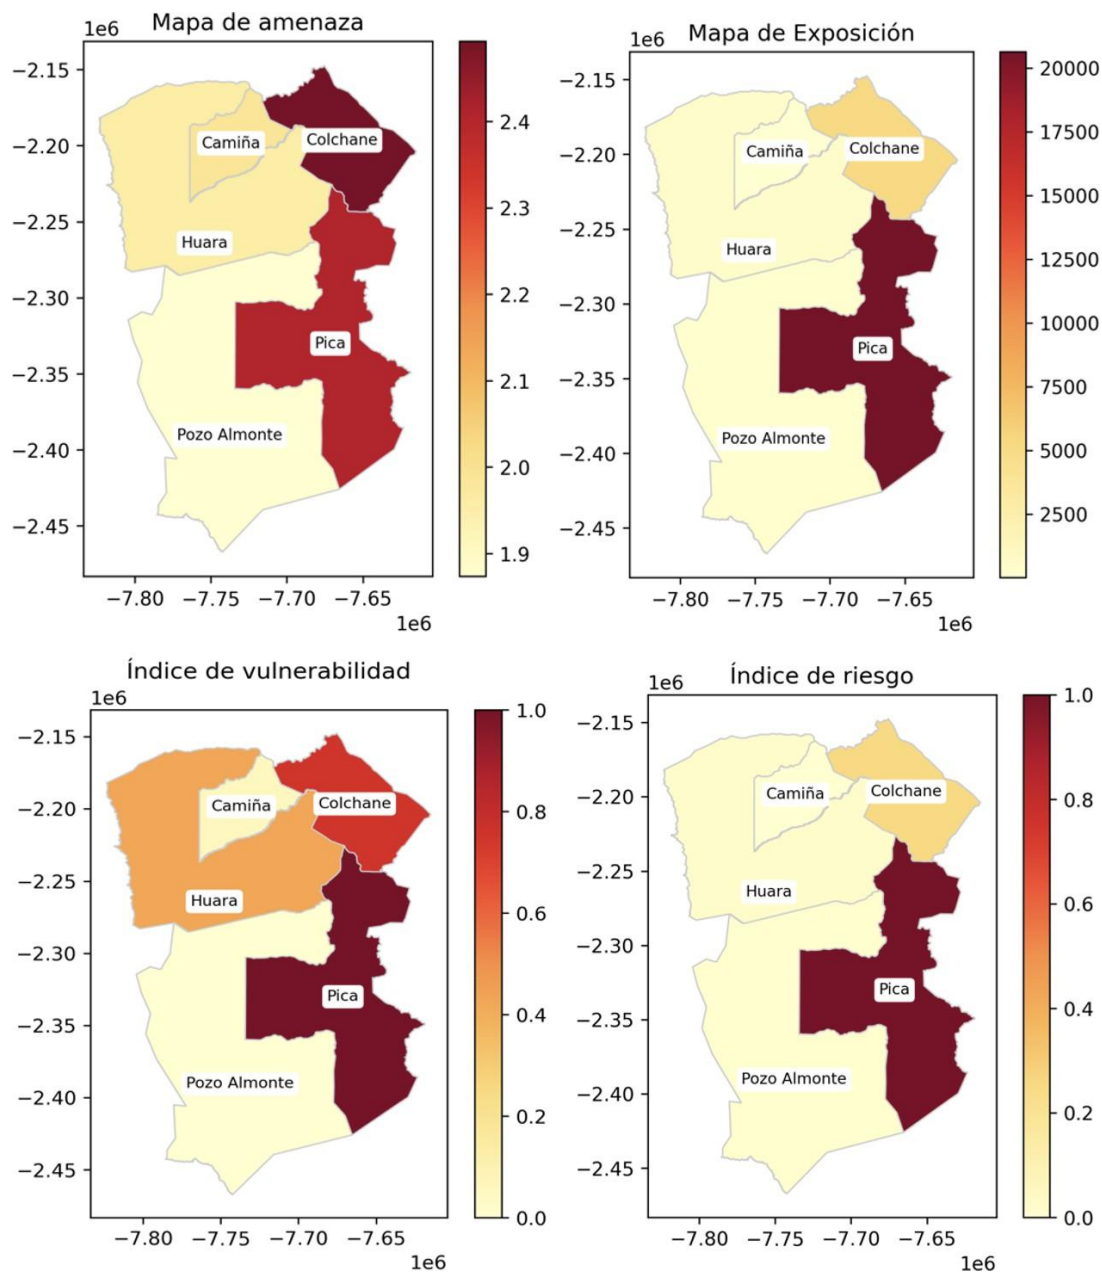 Mapa de amenaza
1e6
−2.15
−2.20
−2.25
−2.30
−2.35
−2.40
−2.45
Camiña
Colchane
Huara
Pica
Pozo Almonte
−7.80
−7.75
−7.70
−7.65
1e6
2.4
2.3
2.2
2.1
2.0
1.9
Mapa de Exposición
1e6
−2.15
−2.20
−2.25
−2.30
−2.35
−2.40
−2.45
Camiña
Colchane
Huara
Pica
Pozo Almonte
−7.80
−7.75
−7.70
−7.65
1e6
20000
17500
15000
12500
10000
7500
5000
2500
Índice de vulnerabilidad
1e6
−2.15
−2.20
−2.25
−2.30
−2.35
−2.40
−2.45
Camiña
Colchane
Huara
Pica
Pozo Almonte
−7.80
−7.75
−7.70
−7.65
1e6
1.0
0.8
0.6
0.4
0.2
0.0
Índice de riesgo
1e6
−2.15
−2.20
−2.25
−2.30
−2.35
−2.40
−2.45
Camiña
Colchane
Huara
Pica
Pozo Almonte
−7.80
−7.75
−7.70
−7.65
1e6
1.0
0.8
0.6
0.4
0.2
0.0